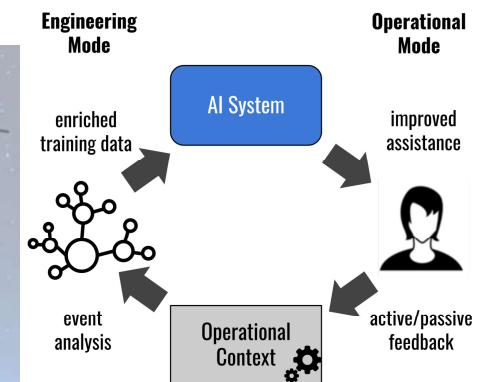 Engineering
Mode
Operational
Mode
AI System
enriched
training data
improved
assistance
event
analysis
Operational
Context
active/passive
feedback